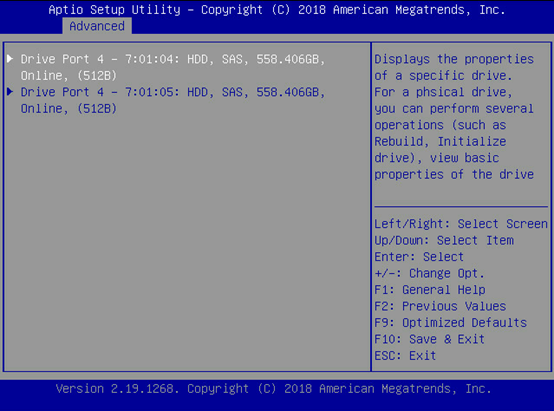 Aptio Setup Utility - Copyright (C) 2018 American Megatrends, Inc.
Advanced
Drive Port 4 - 7:01:04: HDD, SAS, 558.406GB,
Online, (512B)
Drive Port 4 - 7:01:05: HDD, SAS, 558.406GB,
Online, (512B)
Displays the properties
of a specific drive.
For a phsical drive,
you can perform several
operations (such as
Rebuild, Initialize
drive), view basic
properties of the drive
Left/Right: Select Screen
Up/Down: Select Item
Enter: Select
+/-: Change Opt.
F1: General Help
F2: Previous Values
F9: Optimized Defaults
F10: Save & Exit
ESC: Exit
Version 2.19.1268. Copyright (C) 2018 American Megatrends, Inc.